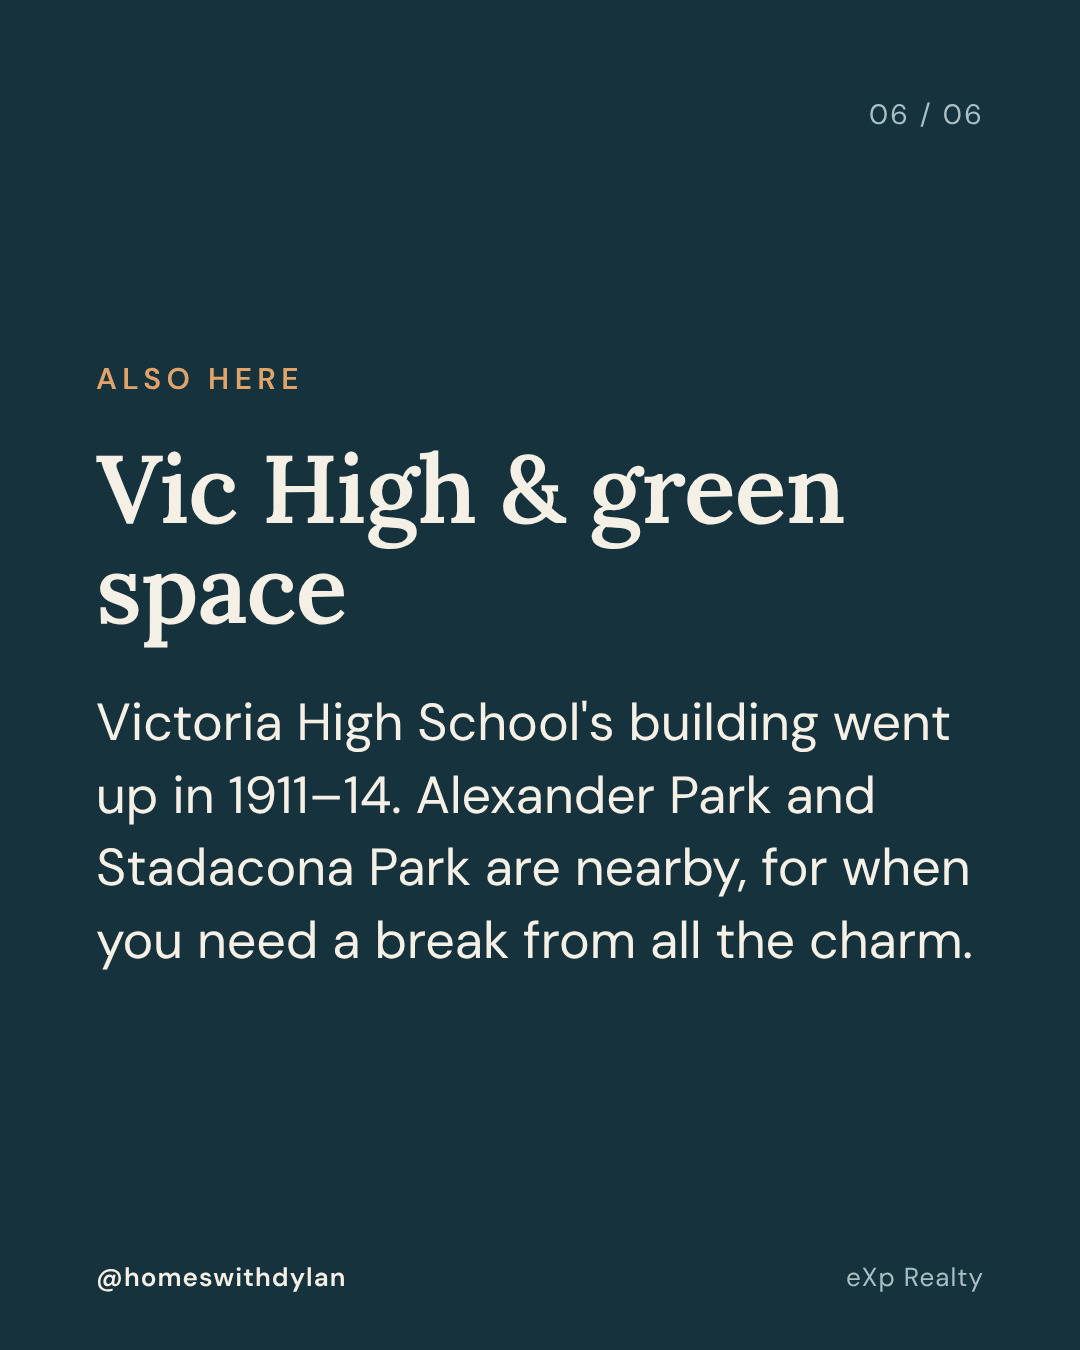 06 / 06
ALSO HERE
Vic High & green
space
Victoria High School's building went
up in 1911–14. Alexander Park and
Stadacona Park are nearby, for when
you need a break from all the charm.
@homeswithdylan
eXp Realty